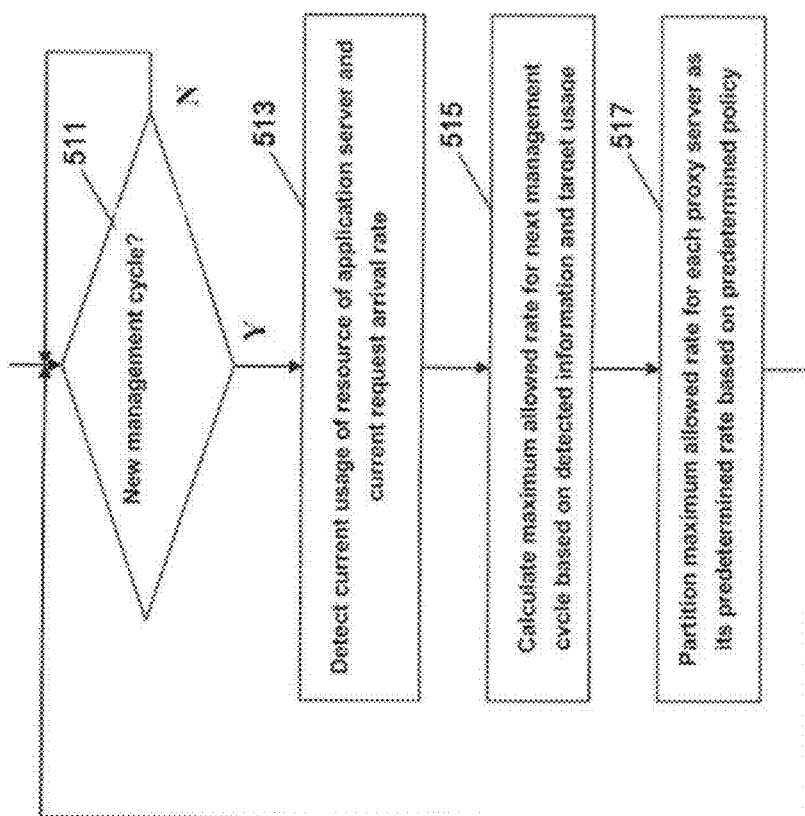 511
New management cycle?
N
Y
513
Detect current usage of resource of application server and
current request arrival rate
515
Calculate maximum allowed rate for next management
cycle based on detected information and target usage
517
Partition maximum allowed rate for each proxy server as
its predetermined rate based on predetermined policy